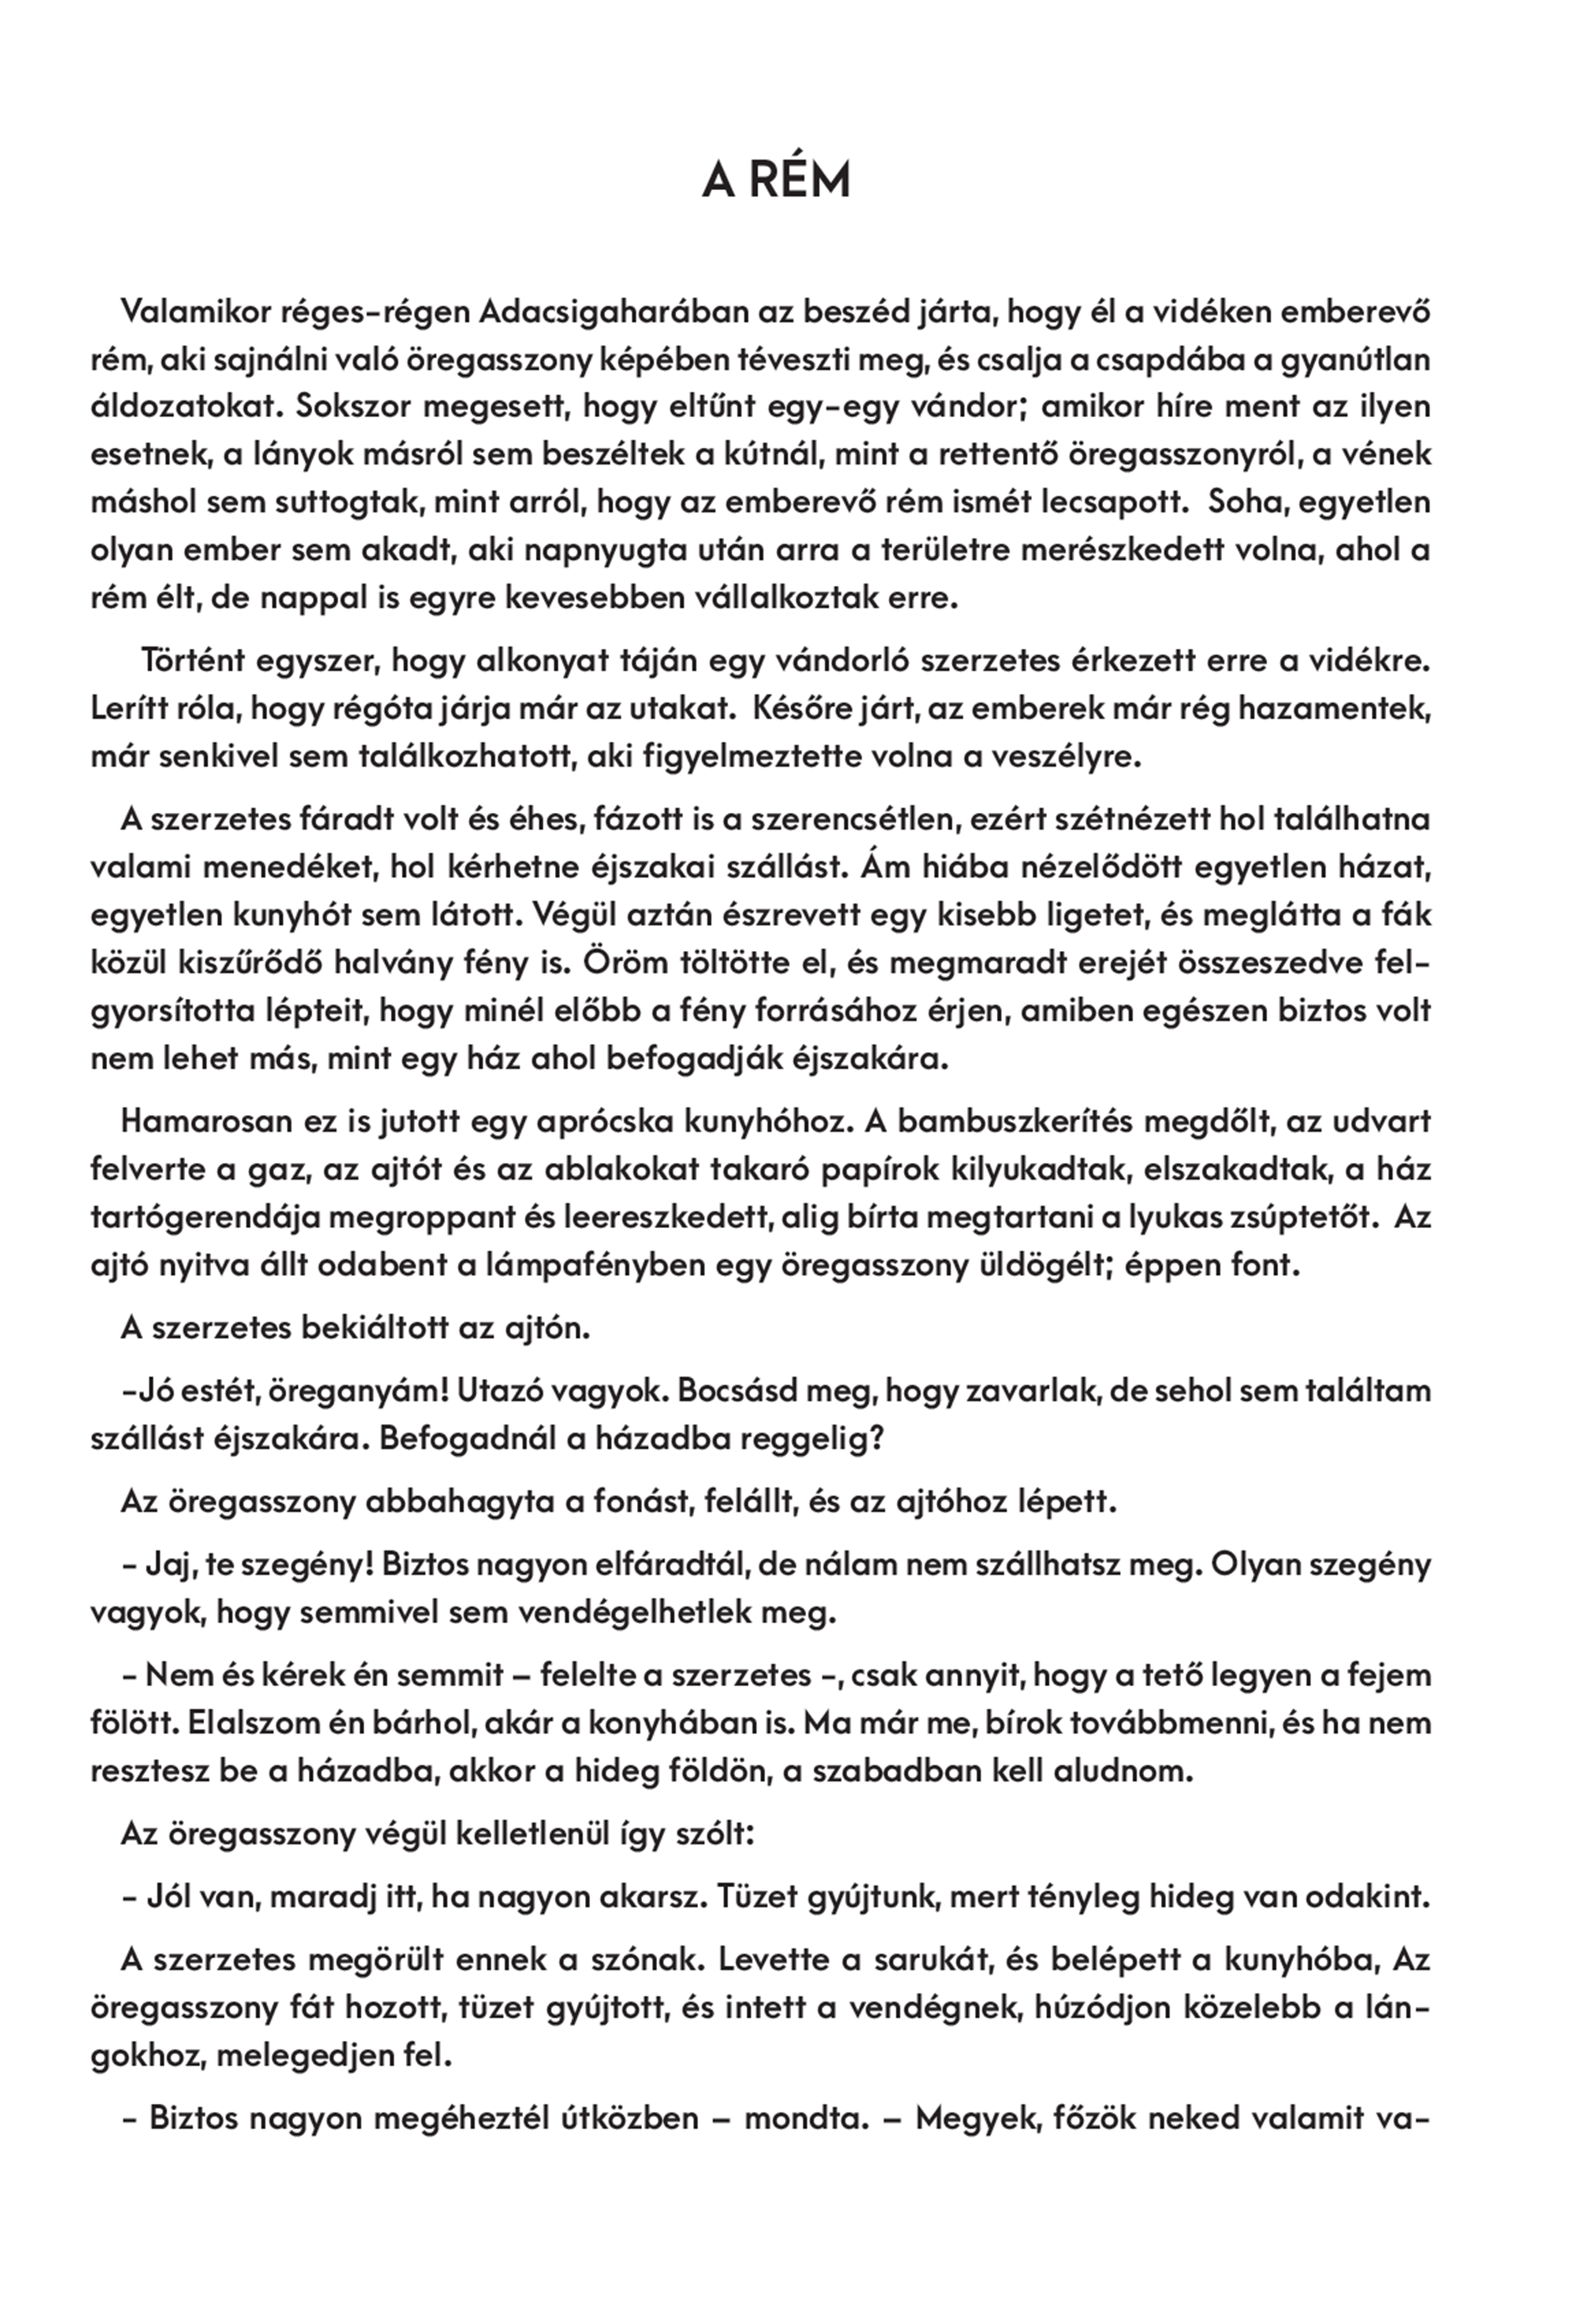 A RÉM
Valamikor réges-régen Adacsigaharában az beszéd járta, hogy él a vidéken emberevő
rém, aki sajnálni való öregasszony képében téveszti meg, és csalja a csapdába a gyanútlan
áldozatokat. Sokszor megesett, hogy eltűnt egy-egy vándor; amikor híre ment az ilyen
esetnek, a lányok másról sem beszéltek a kútnál, mint a rettentő öregasszonyról, a vének
máshol sem suttogtak, mint arról, hogy az emberevő rém ismét lecsapott.  Soha, egyetlen
olyan ember sem akadt, aki napnyugta után arra a területre merészkedett volna, ahol a
rém élt, de nappal is egyre kevesebben vállalkoztak erre.
Történt egyszer, hogy alkonyat táján egy vándorló szerzetes érkezett erre a vidékre.
Lerítt róla, hogy régóta járja már az utakat.  Későre járt, az emberek már rég hazamentek,
már senkivel sem találkozhatott, aki figyelmeztette volna a veszélyre.
A szerzetes fáradt volt és éhes, fázott is a szerencsétlen, ezért szétnézett hol találhatna
valami menedéket, hol kérhetne éjszakai szállást. Ám hiába nézelődött egyetlen házat,
egyetlen kunyhót sem látott. Végül aztán észrevett egy kisebb ligetet, és meglátta a fák
közül kiszűrődő halvány fény is. Öröm töltötte el, és megmaradt erejét összeszedve fel-
gyorsította lépteit, hogy minél előbb a fény forrásához érjen, amiben egészen biztos volt
nem lehet más, mint egy ház ahol befogadják éjszakára.
Hamarosan ez is jutott egy aprócska kunyhóhoz. A bambuszkerítés megdőlt, az udvart
felverte a gaz, az ajtót és az ablakokat takaró papírok kilyukadtak, elszakadtak, a ház
tartógerendája megroppant és leereszkedett, alig bírta megtartani a lyukas zsúptetőt.  Az
ajtó nyitva állt odabent a lámpafényben egy öregasszony üldögélt; éppen font.
A szerzetes bekiáltott az ajtón.
-Jó estét, öreganyám! Utazó vagyok. Bocsásd meg, hogy zavarlak, de sehol sem találtam
szállást éjszakára. Befogadnál a házadba reggelig?
Az öregasszony abbahagyta a fonást, felállt, és az ajtóhoz lépett.
- Jaj, te szegény! Biztos nagyon elfáradtál, de nálam nem szállhatsz meg. Olyan szegény
vagyok, hogy semmivel sem vendégelhetlek meg.
- Nem és kérek én semmit – felelte a szerzetes -, csak annyit, hogy a tető legyen a fejem
fölött. Elalszom én bárhol, akár a konyhában is. Ma már me, bírok továbbmenni, és ha nem
resztesz be a házadba, akkor a hideg földön, a szabadban kell aludnom.
Az öregasszony végül kelletlenül így szólt:
- Jól van, maradj itt, ha nagyon akarsz. Tüzet gyújtunk, mert tényleg hideg van odakint.
A szerzetes megörült ennek a szónak. Levette a sarukát, és belépett a kunyhóba, Az
öregasszony fát hozott, tüzet gyújtott, és intett a vendégnek, húzódjon közelebb a lán-
gokhoz, melegedjen fel.
- Biztos nagyon megéheztél útközben – mondta. – Megyek, főzök neked valamit va-